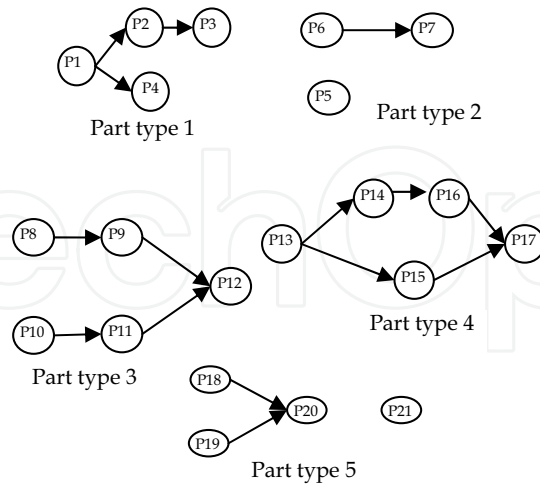 P2 P3
P1
P4
Part type 1
P6 P7
P5
Part type 2
P8 P9
P12
P10 P11
Part type 3
P14 P16
P13 P17
P15
Part type 4
P18
P20 P21
P19
Part type 5
echOp